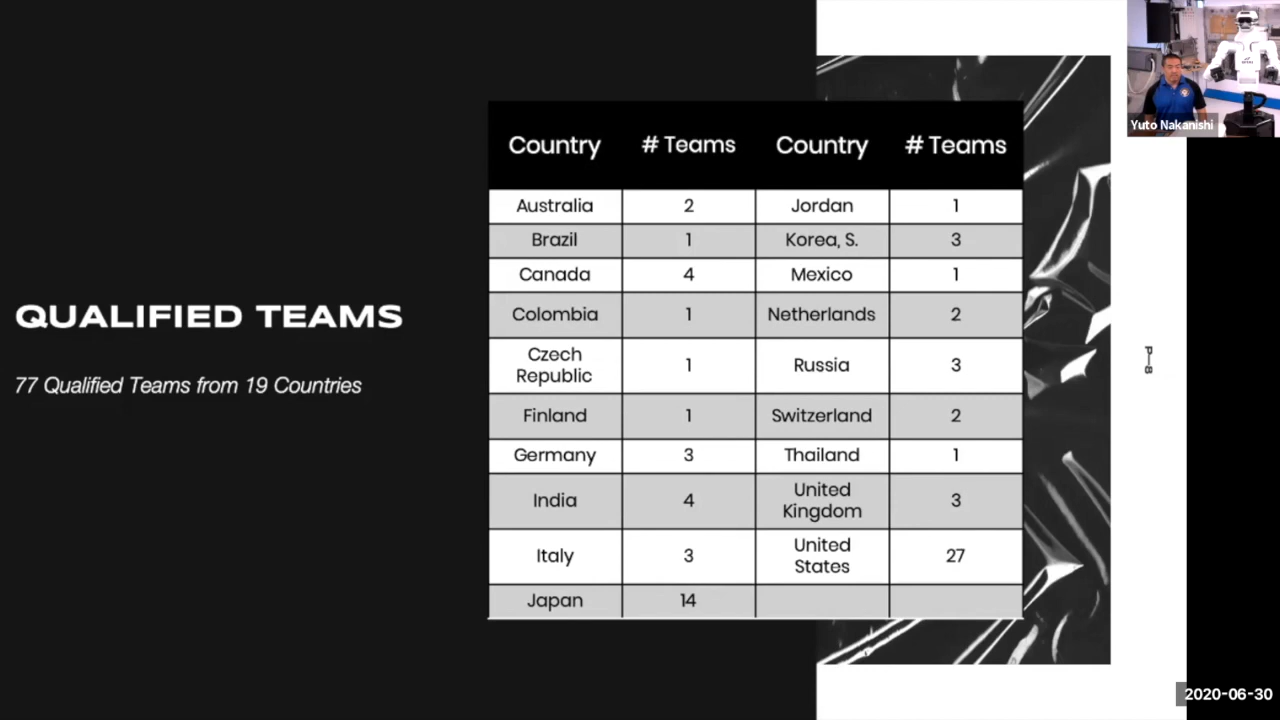 QUALIFIED TEAMS
77 Qualified Teams from 19 Countries
Country # Teams Country # Teams
Australia 2 Jordan 1
Brazil 1 Korea, S. 3
Canada 4 Mexico 1
Colombia 1 Netherlands 2
Czech
Republic 1 Russia 3
Finland 1 Switzerland 2
Germany 3 Thailand 1
India 4 United
Kingdom 3
Italy 3 United
States 27
Japan 14
Yuto Nakanishi
P—8
2020-06-30